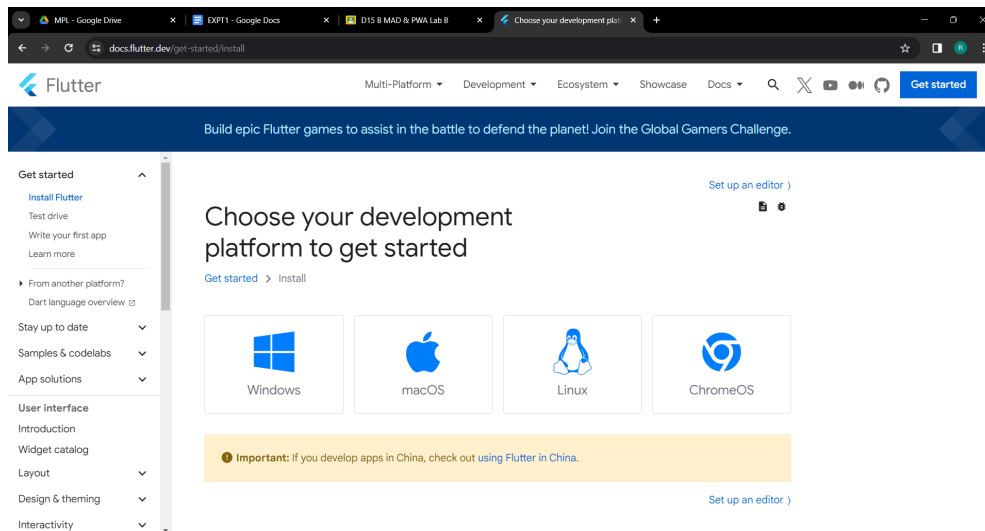 MPL - Google Drive
EXPT1 - Google Docs
D15 B MAD & PWA Lab B
Choose your development plat
docs.flutter.dev/get-started/install
R
Flutter
Multi-Platform
Development
Ecosystem
Showcase
Docs
Get started
Build epic Flutter games to assist in the battle to defend the planet! Join the Global Gamers Challenge.
Get started
Install Flutter
Test drive
Write your first app
Learn more
From another platform?
Dart language overview
Stay up to date
Samples & codelabs
App solutions
User interface
Introduction
Widget catalog
Layout
Design & theming
Interactivity
Set up an editor
Choose your development
platform to get started
Get started > Install
Windows
macOS
Linux
ChromeOS
Important: If you develop apps in China, check out using Flutter in China.
Set up an editor